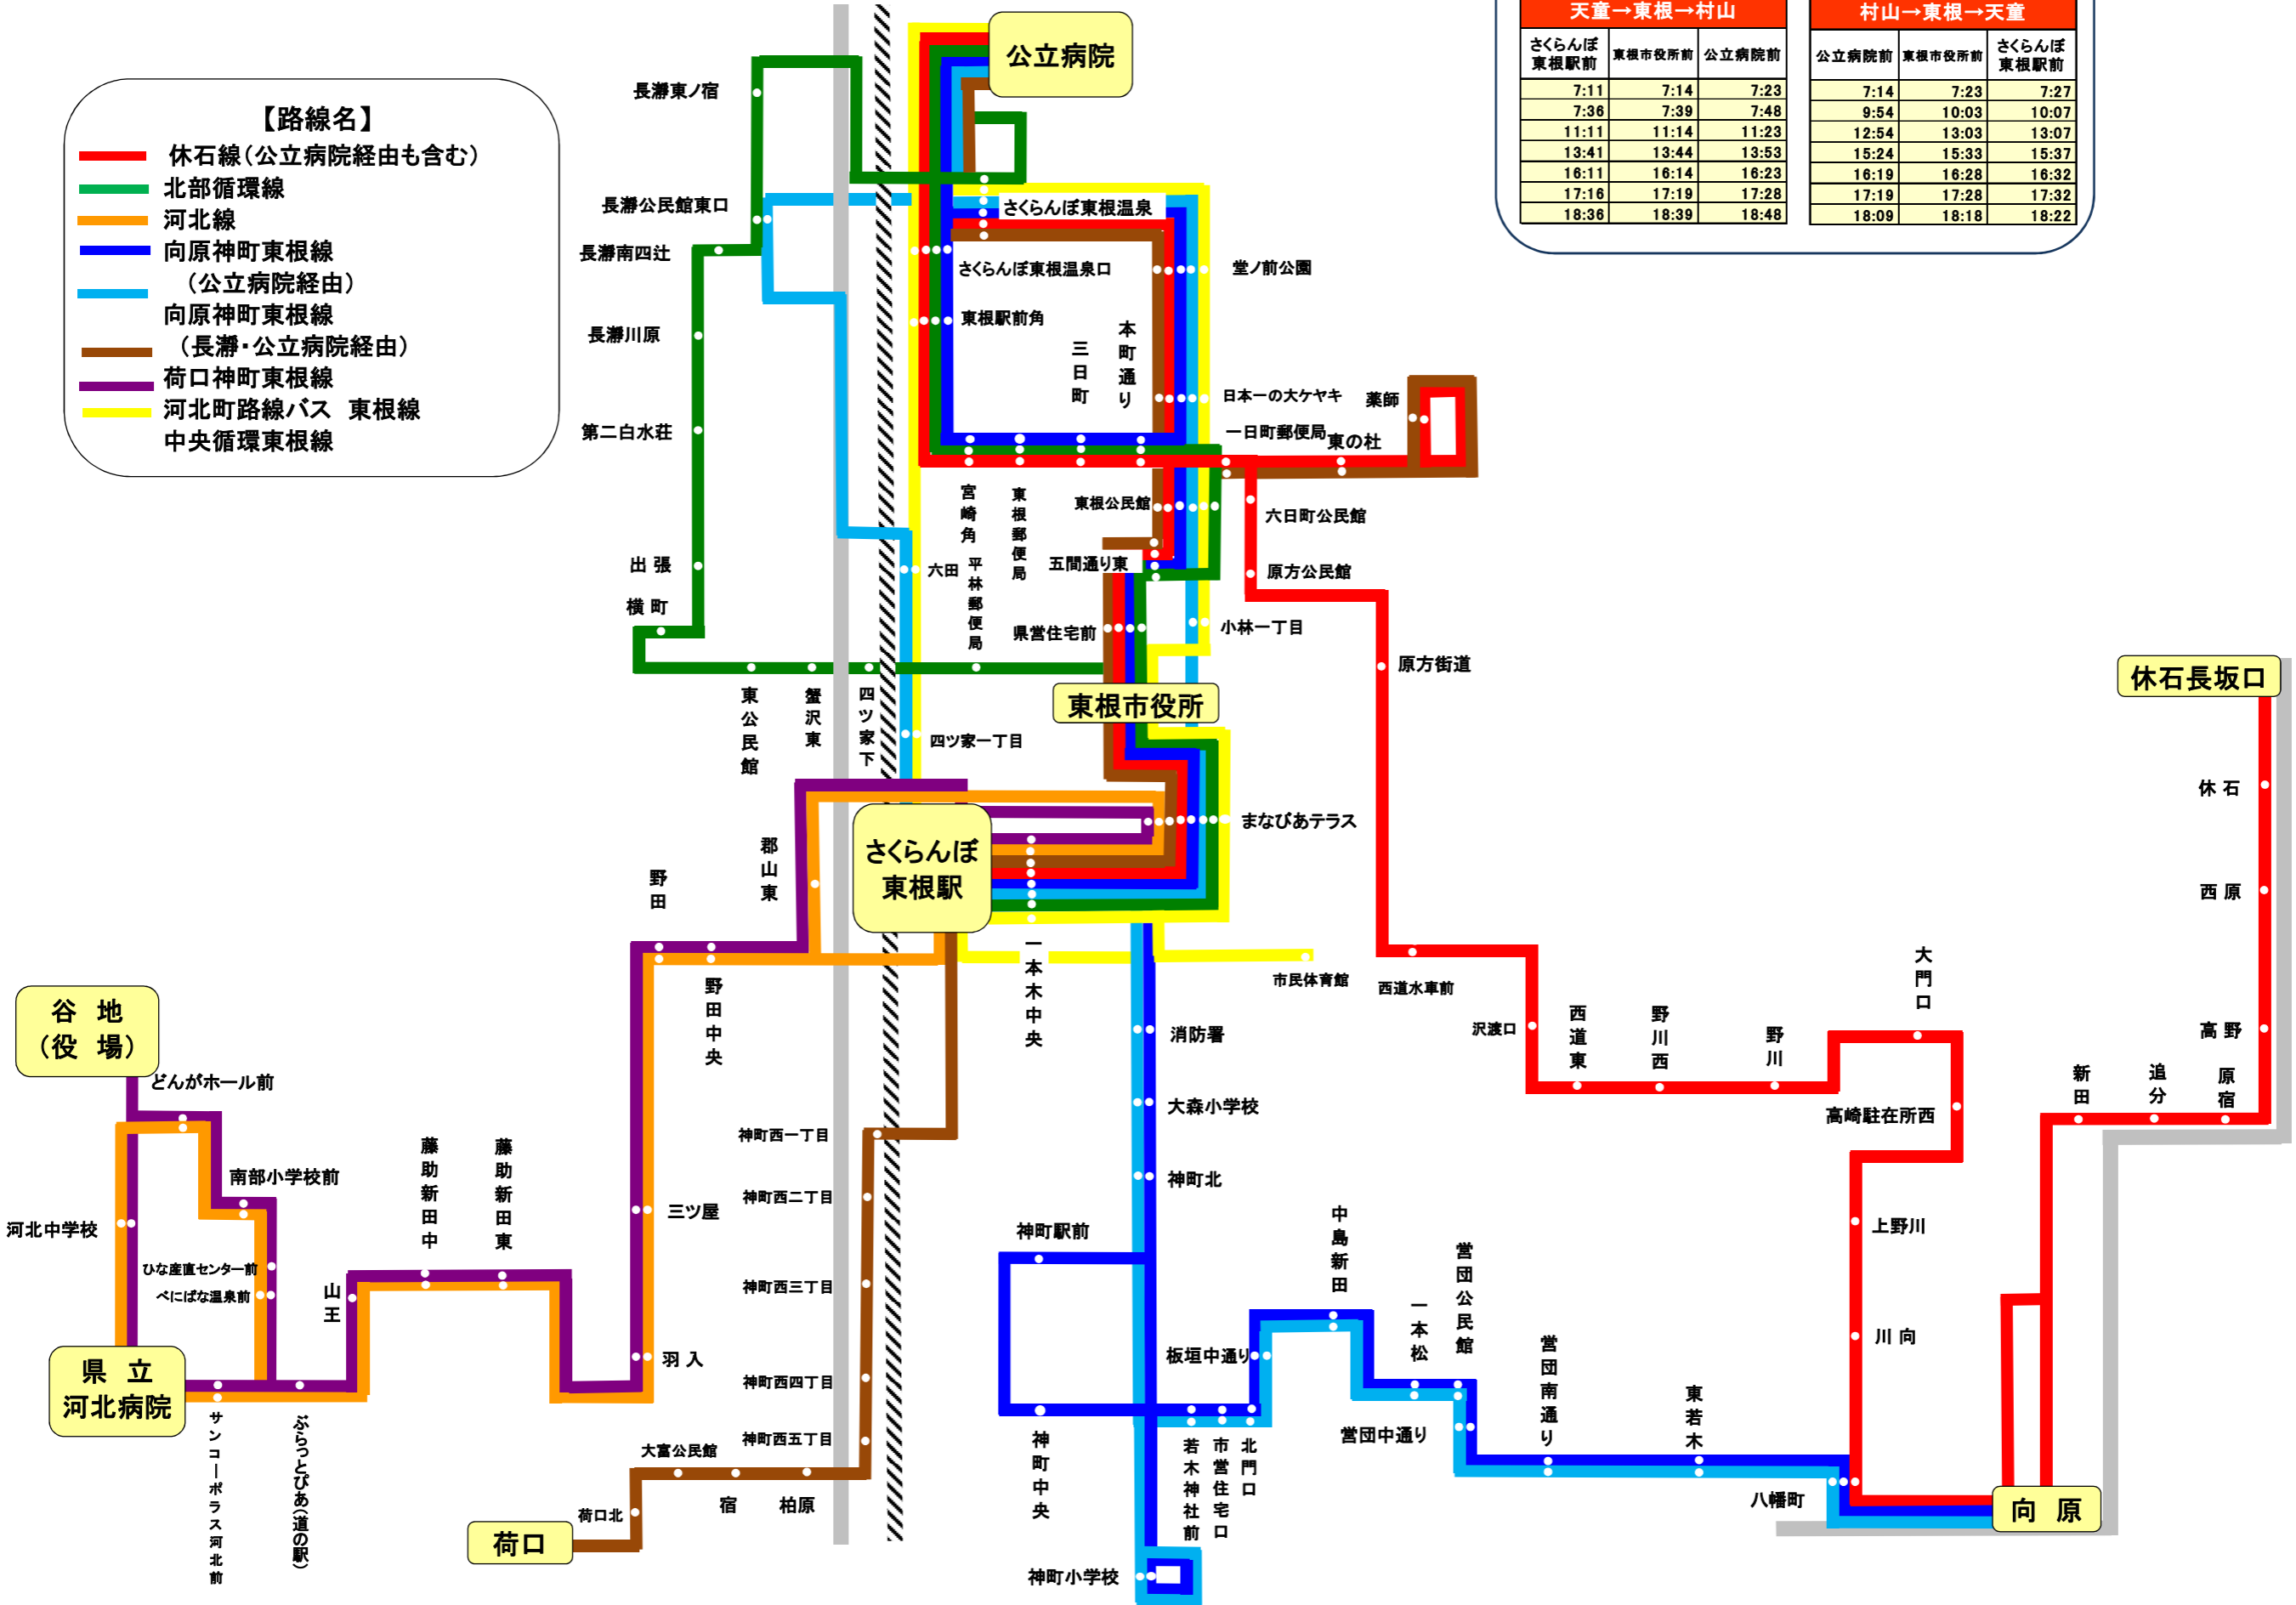 【路線名】
休石線(公立病院経由も含む)
北部循環線
河北線
向原神町東根線
(公立病院経由)
向原神町東根線
(長瀞・公立病院経由)
荷口神町東根線
河北町路線バス 東根線
中央循環東根線
天童→東根→村山
さくらんぼ東根駅前 東根市役所前 公立病院前
7:11 7:14 7:23
7:36 7:39 7:48
11:11 11:14 11:23
13:41 13:44 13:53
16:11 16:14 16:23
17:16 17:19 17:28
18:36 18:39 18:48
村山→東根→天童
公立病院前 東根市役所前 さくらんぼ東根駅前
7:14 7:23 7:27
9:54 10:03 10:07
12:54 13:03 13:07
15:24 15:33 15:37
16:19 16:28 16:32
17:19 17:28 17:32
18:09 18:18 18:22
公立病院
長瀞東ノ宿
長瀞公民館東口
さくらんぼ東根温泉
長瀞南四辻
さくらんぼ東根温泉口
堂ノ前公園
東根駅前角
長瀞川原
三日町
本町通り
日本一の大ケヤキ
薬師
第二白水荘
一日町郵便局
東の杜
宮崎角
東根郵便局
東根公民館
六日町公民館
出張
六田
平林郵便局
五間通り東
原方公民館
横町
県営住宅前
小林一丁目
原方街道
休石長坂口
東公民館
蟹沢東
四ツ家下
東根市役所
四ツ家一丁目
休石
まなびあテラス
さくらんぼ
東根駅
郡山東
野田
西原
野田中央
一本木中央
市民体育館
西道水車前
大門口
谷地
(役場)
消防署
沢渡口
西道東
野川西
野川
高野
どんがホール前
大森小学校
高崎駐在所西
新田
追分
原宿
神町西一丁目
藤助新田中
藤助新田東
南部小学校前
神町西二丁目
神町北
三ツ屋
河北中学校
神町駅前
中島新田
上野川
ひな産直センター前
べにばな温泉前
山王
神町西三丁目
営団公民館
一本松
川向
羽入
板垣中通り
県立
河北病院
神町西四丁目
営団南通り
東若木
サンコーポラス河北前
ぷらっとぴあ(道の駅)
大富公民館
神町西五丁目
神町中央
若木神社前
市営住宅口
北門口
営団中通り
八幡町
宿
柏原
荷口北
荷口
向原
神町小学校